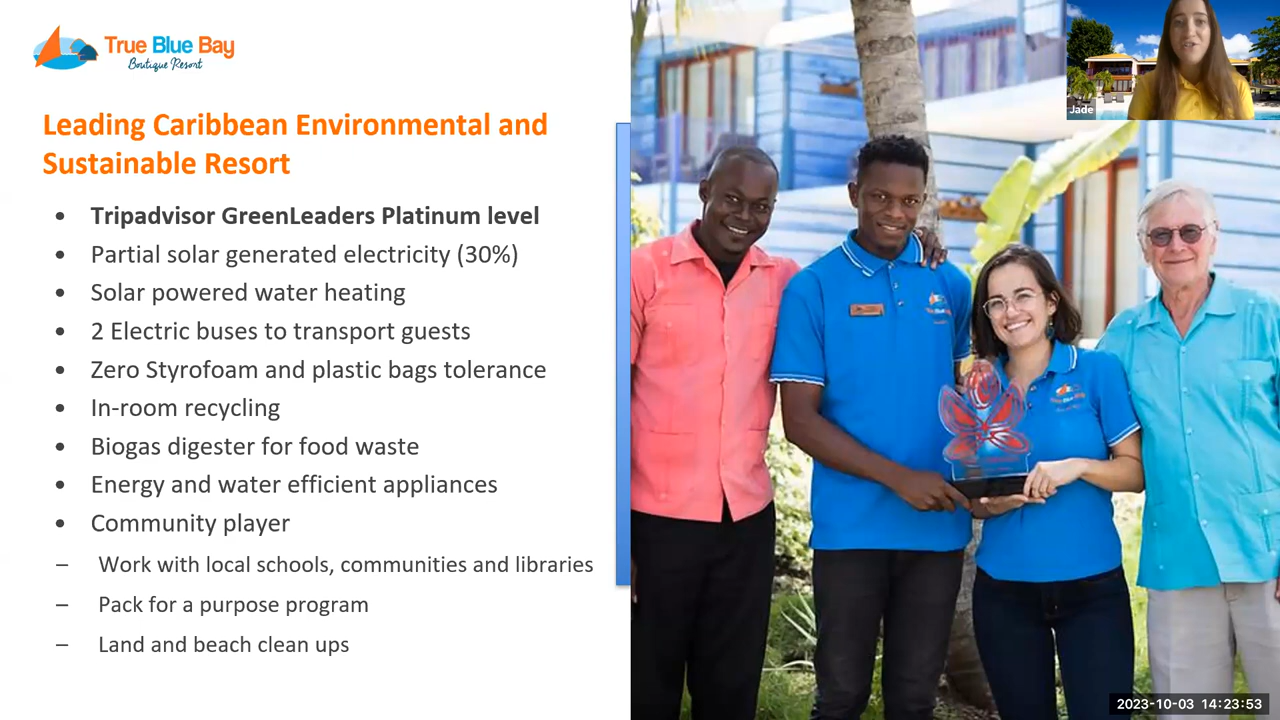 True Blue Bay
Boutique Resort
Leading Caribbean Environmental and
Sustainable Resort
• Tripadvisor GreenLeaders Platinum level
• Partial solar generated electricity (30%)
• Solar powered water heating
• 2 Electric buses to transport guests
• Zero Styrofoam and plastic bags tolerance
• In-room recycling
• Biogas digester for food waste
• Energy and water efficient appliances
• Community player
– Work with local schools, communities and libraries
– Pack for a purpose program
– Land and beach clean ups
Jade
True Blue Bay
2023-10-03 14:23:53